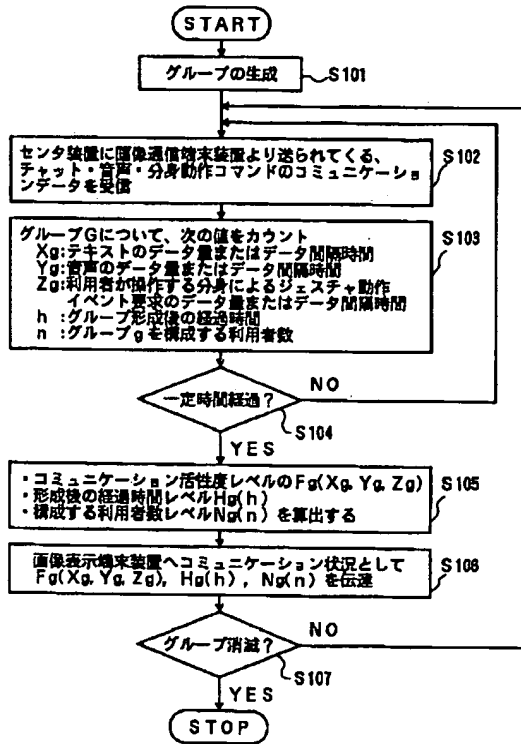 START
グループの生成
S101
センタ装置に画像通信端末装置より送られてくる、
チャット・音声・分身動作コマンドのコミュニケーショ
ンデータを受信
S102
グループGについて、次の値をカウント
Xg:テキストのデータ量またはデータ間隔時間
Yg:音声のデータ量またはデータ間隔時間
Zg:利用者が操作する分身によるジェスチャ動作
イベント要求のデータ量またはデータ間隔時間
h :グループ形成後の経過時間
n :グループgを構成する利用者数
S103
一定時間経過?
NO
S104
YES
・コミュニケーション活性度レベルのFg(Xg, Yg, Zg)
・形成後の経過時間レベルHg(h)
・構成する利用者数レベルNg(n)を算出する
S105
画像表示端末装置へコミュニケーション状況として
Fg(Xg, Yg, Zg), Hg(h), Ng(n)を伝達
S106
グループ消滅?
NO
S107
YES
STOP